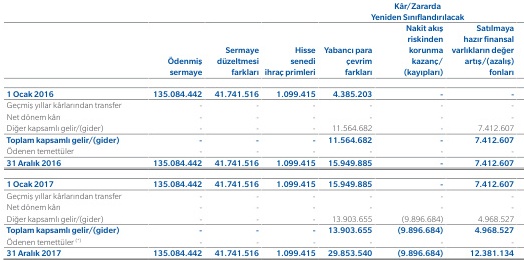 Kâr/Zararda
Yeniden Sınıflandırılacak
Ödenmiş sermaye | Sermaye düzeltmesi farkları | Hisse senedi ihraç primleri | Yabancı para çevrim farkları | Nakit akış riskinden korunma kazanç/ (kayıpları) | Satılmaya hazır finansal varlıkların değer artış/(azalış) fonları
1 Ocak 2016 135.084.442 41.741.516 1.099.415 4.385.203 - -
Geçmiş yıllar kârlarından transfer - - - - - -
Net dönem kârı - - - - - -
Diğer kapsamlı gelir/(gider) - - - 11.564.682 - 7.412.607
Toplam kapsamlı gelir/(gider) - - - 11.564.682 - 7.412.607
Ödenen temettüler - - - - - -
31 Aralık 2016 135.084.442 41.741.516 1.099.415 15.949.885 - 7.412.607
1 Ocak 2017 135.084.442 41.741.516 1.099.415 15.949.885 - 7.412.607
Geçmiş yıllar kârlarından transfer - - - - - -
Net dönem kârı - - - - - -
Diğer kapsamlı gelir/(gider) - - - 13.903.655 (9.896.684) 4.968.527
Toplam kapsamlı gelir/(gider) - - - 13.903.655 (9.896.684) 4.968.527
Ödenen temettüler (*) - - - - - -
31 Aralık 2017 135.084.442 41.741.516 1.099.415 29.853.540 (9.896.684) 12.381.134